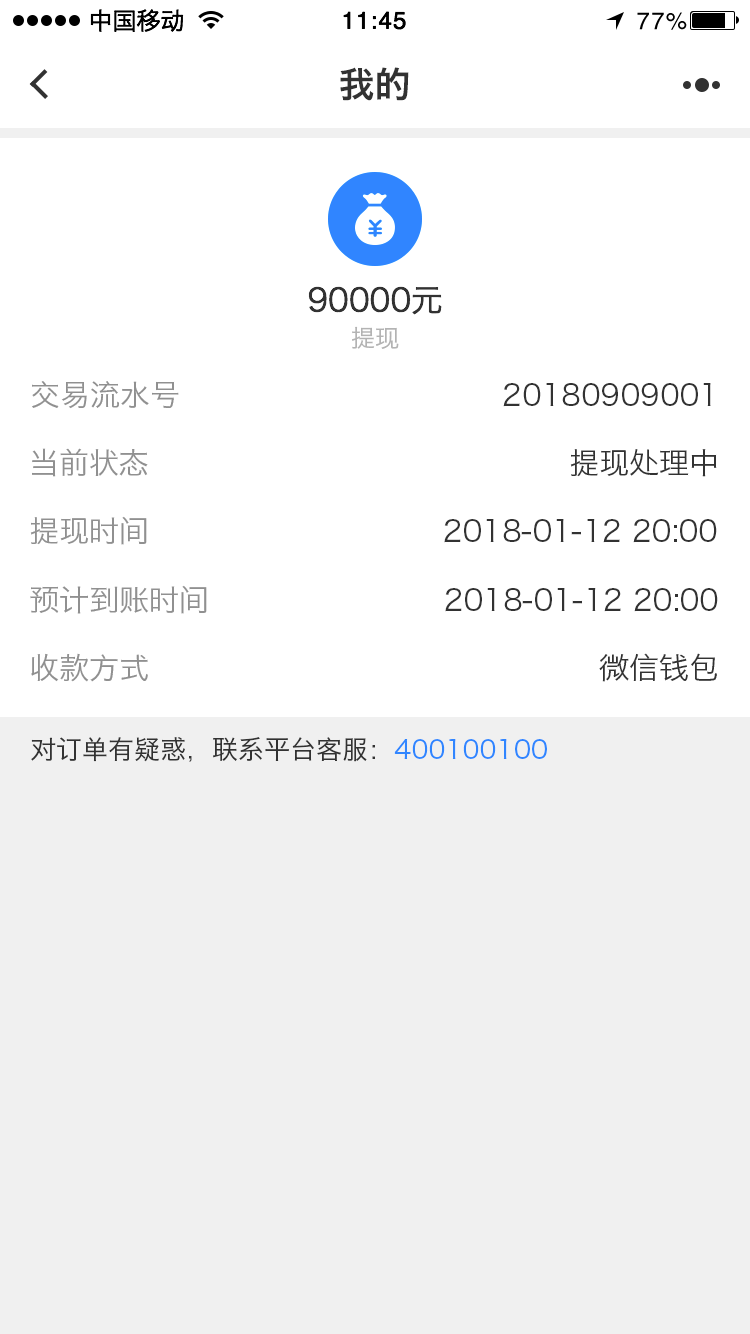 中国移动 11:45 77%
我的
¥
90000元
提现
交易流水号 20180909001
当前状态 提现处理中
提现时间 2018-01-12 20:00
预计到账时间 2018-01-12 20:00
收款方式 微信钱包
对订单有疑惑，联系平台客服：400100100